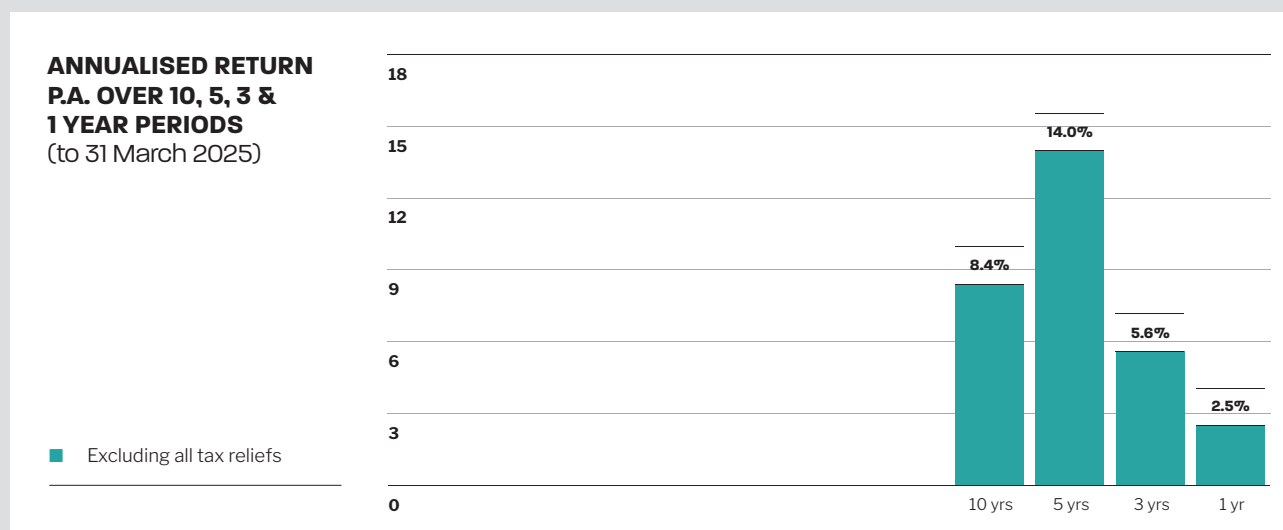 ANNUALISED RETURN
P.A. OVER 10, 5, 3 &
1 YEAR PERIODS
(to 31 March 2025)
Excluding all tax reliefs
18
15
12
9
6
3
0
8.4%
14.0%
5.6%
2.5%
10 yrs
5 yrs
3 yrs
1 yr